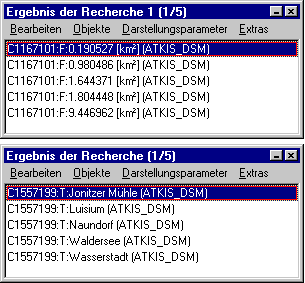 Ergebnis der Recherche 1 (1/5)
Bearbeiten Objekte Darstellungsparameter Extras
C1167101:F:0.190527 [km²] (ATKIS_DSM)
C1167101:F:0.980486 [km²] (ATKIS_DSM)
C1167101:F:1.644371 [km²] (ATKIS_DSM)
C1167101:F:1.804448 [km²] (ATKIS_DSM)
C1167101:F:9.446962 [km²] (ATKIS_DSM)
Ergebnis der Recherche (1/5)
Bearbeiten Objekte Darstellungsparameter Extras
C1557199:T:Jonitzer Mühle (ATKIS_DSM)
C1557199:T:Luisium (ATKIS_DSM)
C1557199:T:Naundorf (ATKIS_DSM)
C1557199:T:Waldersee (ATKIS_DSM)
C1557199:T:Wasserstadt (ATKIS_DSM)